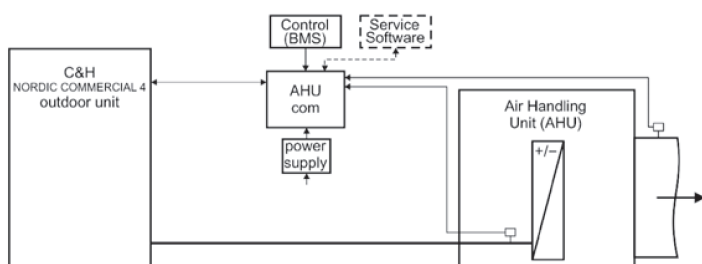 Control
(BMS)
Service
Software
C&H
NORDIC COMMERCIAL 4
outdoor unit
AHU
com
power
supply
Air Handling
Unit (AHU)
+/−